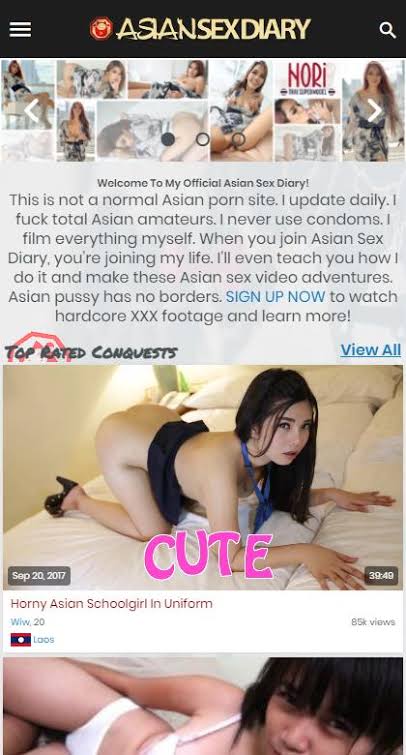 ASIANSEXDIARY
NORI
THAI SUPERMODEL
Welcome To My Official Asian Sex Diary!
This is not a normal Asian porn site. I update daily. I
fuck total Asian amateurs. I never use condoms. I
film everything myself. When you join Asian Sex
Diary, you're joining my life. I'll even teach you how I
do it and make these Asian sex video adventures.
Asian pussy has no borders. SIGN UP NOW to watch
hardcore XXX footage and learn more!
Top Rated Conquests View All
CUTE
Sep 20, 2017 39:49
Horny Asian Schoolgirl In Uniform
Wiw, 20 85k views
Laos